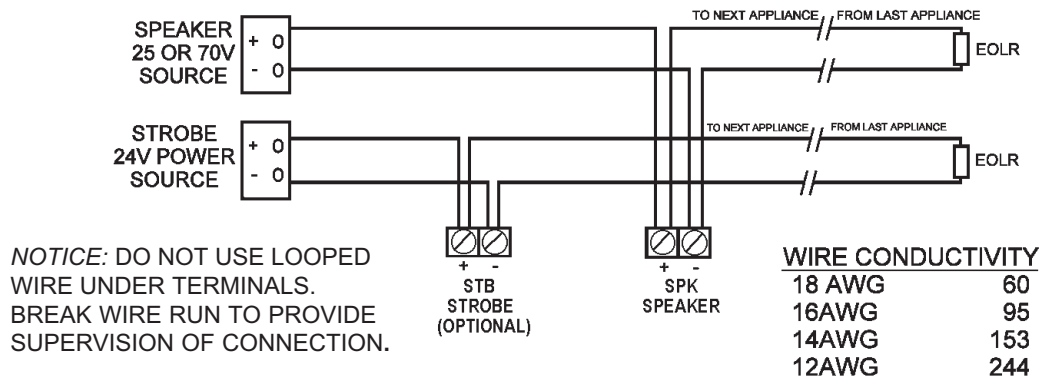 SPEAKER
25 OR 70V
SOURCE
+ O
- O
TO NEXT APPLIANCE
FROM LAST APPLIANCE
EOLR
STROBE
24V POWER
SOURCE
+ O
- O
TO NEXT APPLIANCE
FROM LAST APPLIANCE
EOLR
NOTICE: DO NOT USE LOOPED
WIRE UNDER TERMINALS.
BREAK WIRE RUN TO PROVIDE
SUPERVISION OF CONNECTION.
+ -
STB
STROBE
(OPTIONAL)
+ -
SPK
SPEAKER
WIRE CONDUCTIVITY
18 AWG 60
16AWG 95
14AWG 153
12AWG 244